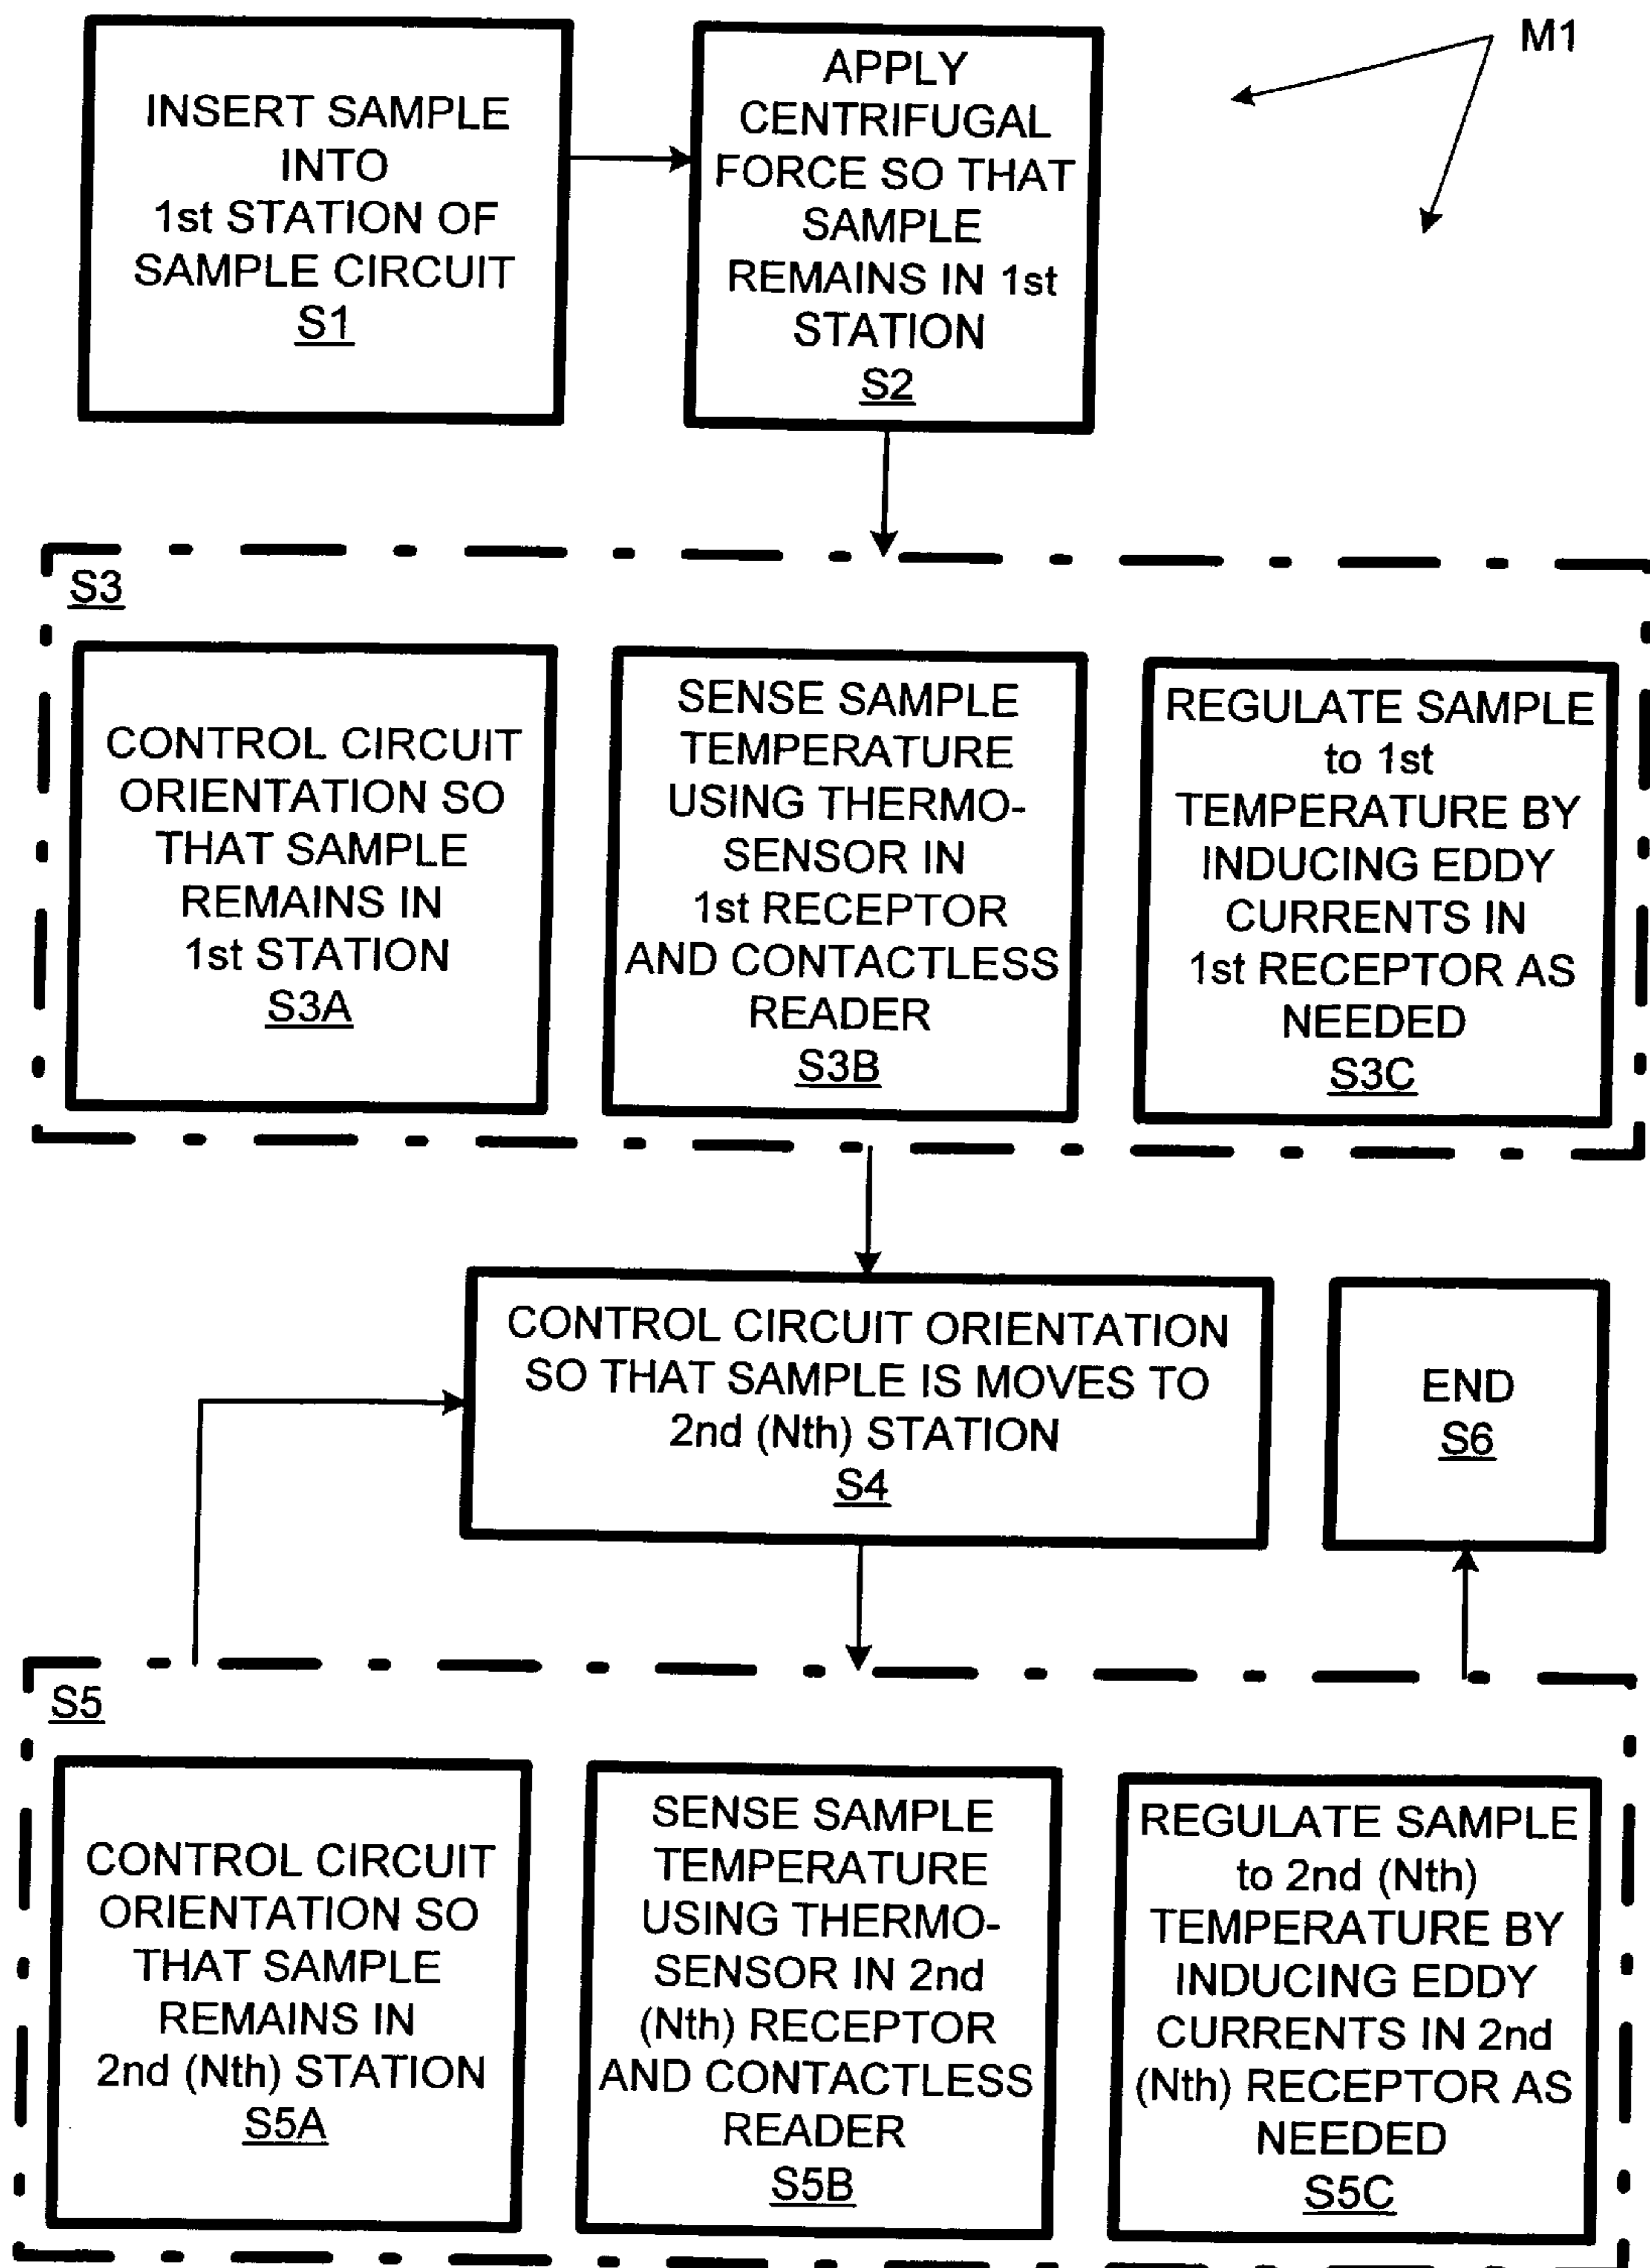 INSERT SAMPLE
INTO
1st STATION OF
SAMPLE CIRCUIT
S1
APPLY
CENTRIFUGAL
FORCE SO THAT
SAMPLE
REMAINS IN 1st
STATION
S2
M1
S3
CONTROL CIRCUIT
ORIENTATION SO
THAT SAMPLE
REMAINS IN
1st STATION
S3A
SENSE SAMPLE
TEMPERATURE
USING THERMO-
SENSOR IN
1st RECEPTOR
AND CONTACTLESS
READER
S3B
REGULATE SAMPLE
to 1st
TEMPERATURE BY
INDUCING EDDY
CURRENTS IN
1st RECEPTOR AS
NEEDED
S3C
CONTROL CIRCUIT ORIENTATION
SO THAT SAMPLE IS MOVES TO
2nd (Nth) STATION
S4
END
S6
S5
CONTROL CIRCUIT
ORIENTATION SO
THAT SAMPLE
REMAINS IN
2nd (Nth) STATION
S5A
SENSE SAMPLE
TEMPERATURE
USING THERMO-
SENSOR IN 2nd
(Nth) RECEPTOR
AND CONTACTLESS
READER
S5B
REGULATE SAMPLE
to 2nd (Nth)
TEMPERATURE BY
INDUCING EDDY
CURRENTS IN 2nd
(Nth) RECEPTOR AS
NEEDED
S5C